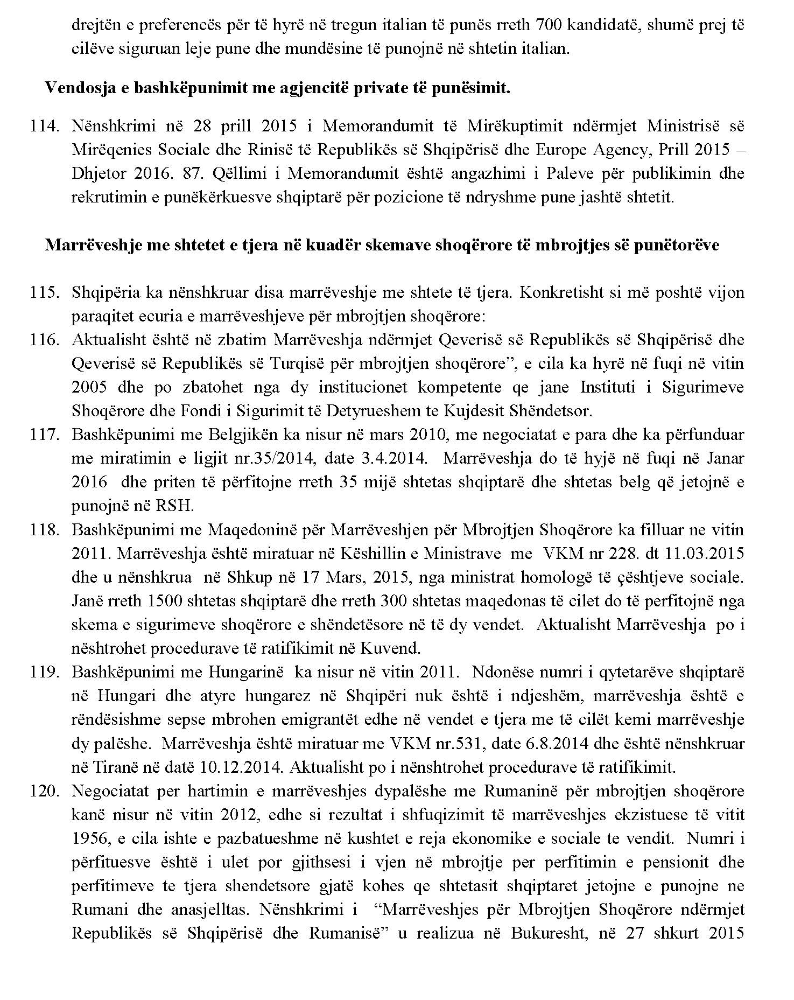 drejtën e preferencës për të hyrë në tregun italian të punës rreth 700 kandidatë, shumë prej të
cilëve siguruan leje pune dhe mundësine të punojnë në shtetin italian.
Vendosja e bashkëpunimit me agjencitë private të punësimit.
114. Nënshkrimi në 28 prill 2015 i Memorandumit të Mirëkuptimit ndërmjet Ministrisë së
Mirëqenies Sociale dhe Rinisë të Republikës së Shqipërisë dhe Europe Agency, Prill 2015 –
Dhjetor 2016. 87. Qëllimi i Memorandumit është angazhimi i Paleve për publikimin dhe
rekrutimin e punëkërkuesve shqiptarë për pozicione të ndryshme pune jashtë shtetit.
Marrëveshje me shtetet e tjera në kuadër skemave shoqërore të mbrojtjes së punëtorëve
115. Shqipëria ka nënshkruar disa marrëveshje me shtete të tjera. Konkretisht si më poshtë vijon
paraqitet ecuria e marrëveshjeve për mbrojtjen shoqërore:
116. Aktualisht është në zbatim Marrëveshja ndërmjet Qeverisë së Republikës së Shqipërisë dhe
Qeverisë së Republikës së Turqisë për mbrojtjen shoqërore”, e cila ka hyrë në fuqi në vitin
2005 dhe po zbatohet nga dy institucionet kompetente qe jane Instituti i Sigurimeve
Shoqërore dhe Fondi i Sigurimit të Detyrueshem te Kujdesit Shëndetsor.
117. Bashkëpunimi me Belgjikën ka nisur në mars 2010, me negociatat e para dhe ka përfunduar
me miratimin e ligjit nr.35/2014, date 3.4.2014. Marrëveshja do të hyjë në fuqi në Janar
2016 dhe priten të përfitojne rreth 35 mijë shtetas shqiptarë dhe shtetas belg që jetojnë e
punojnë në RSH.
118. Bashkëpunimi me Maqedoninë për Marrëveshjen për Mbrojtjen Shoqërore ka filluar ne vitin
2011. Marrëveshja është miratuar në Këshillin e Ministrave me VKM nr 228. dt 11.03.2015
dhe u nënshkrua në Shkup në 17 Mars, 2015, nga ministrat homologë të çështjeve sociale.
Janë rreth 1500 shtetas shqiptarë dhe rreth 300 shtetas maqedonas të cilet do të perfitojnë nga
skema e sigurimeve shoqërore e shëndetësore në të dy vendet. Aktualisht Marrëveshja po i
nështrohet procedurave të ratifikimit në Kuvend.
119. Bashkëpunimi me Hungarinë ka nisur në vitin 2011. Ndonëse numri i qytetarëve shqiptarë
në Hungari dhe atyre hungarez në Shqipëri nuk është i ndjeshëm, marrëveshja është e
rëndësishme sepse mbrohen emigrantët edhe në vendet e tjera me të cilët kemi marrëveshje
dy palëshe. Marrëveshja është miratuar me VKM nr.531, date 6.8.2014 dhe është nënshkruar
në Tiranë në datë 10.12.2014. Aktualisht po i nënshtrohet procedurave të ratifikimit.
120. Negociatat per hartimin e marrëveshjes dypalëshe me Rumaninë për mbrojtjen shoqërore
kanë nisur në vitin 2012, edhe si rezultat i shfuqizimit të marrëveshjes ekzistuese të vitit
1956, e cila ishte e pazbatueshme në kushtet e reja ekonomike e sociale te vendit. Numri i
përfituesve është i ulet por gjithsesi i vjen në mbrojtje per perfitimin e pensionit dhe
perfitimeve te tjera shendetsore gjatë kohes qe shtetasit shqiptaret jetojne e punojne ne
Rumani dhe anasjelltas. Nënshkrimi i “Marrëveshjes për Mbrojtjen Shoqërore ndërmjet
Republikës së Shqipërisë dhe Rumanisë” u realizua në Bukuresht, në 27 shkurt 2015